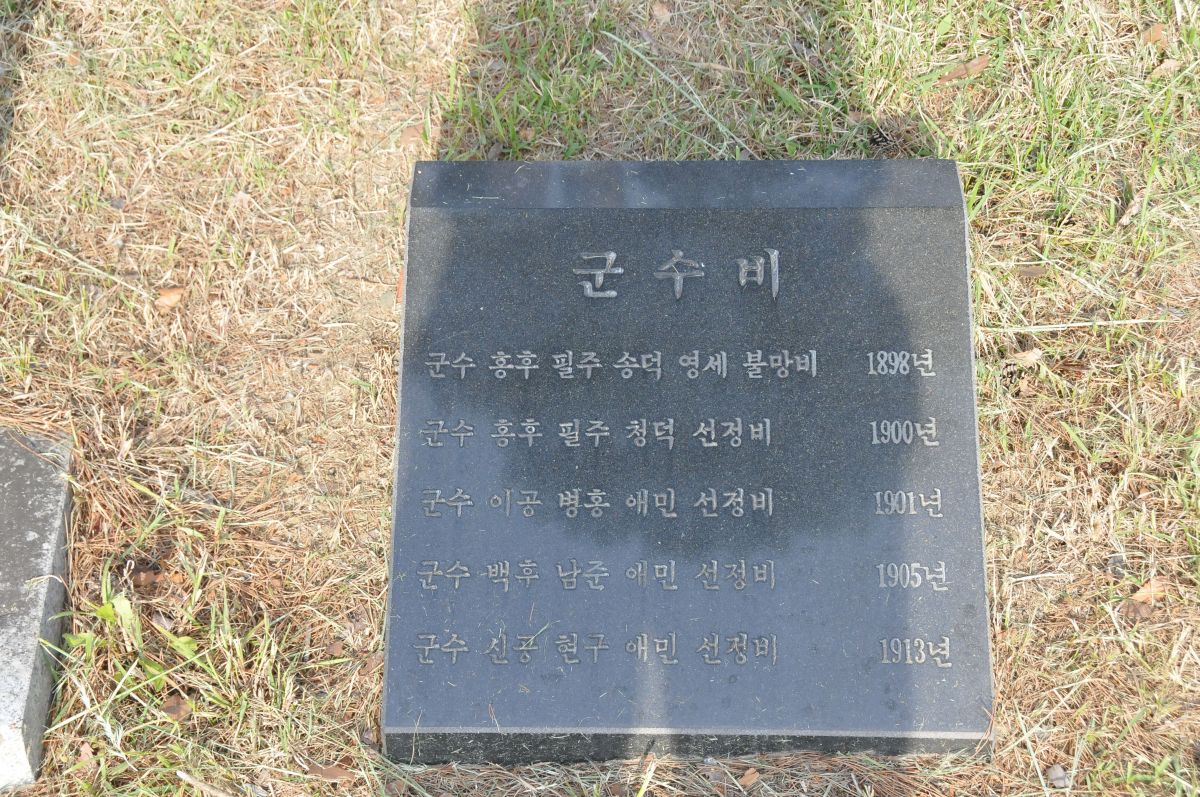 군수비
군수 홍후 필주 송덕 영세 불망비 1898년
군수 홍후 필주 청덕 선정비 1900년
군수 이공 병홍 애민 선정비 1901년
군수 백후 남준 애민 선정비 1905년
군수 신공 현구 애민 선정비 1913년